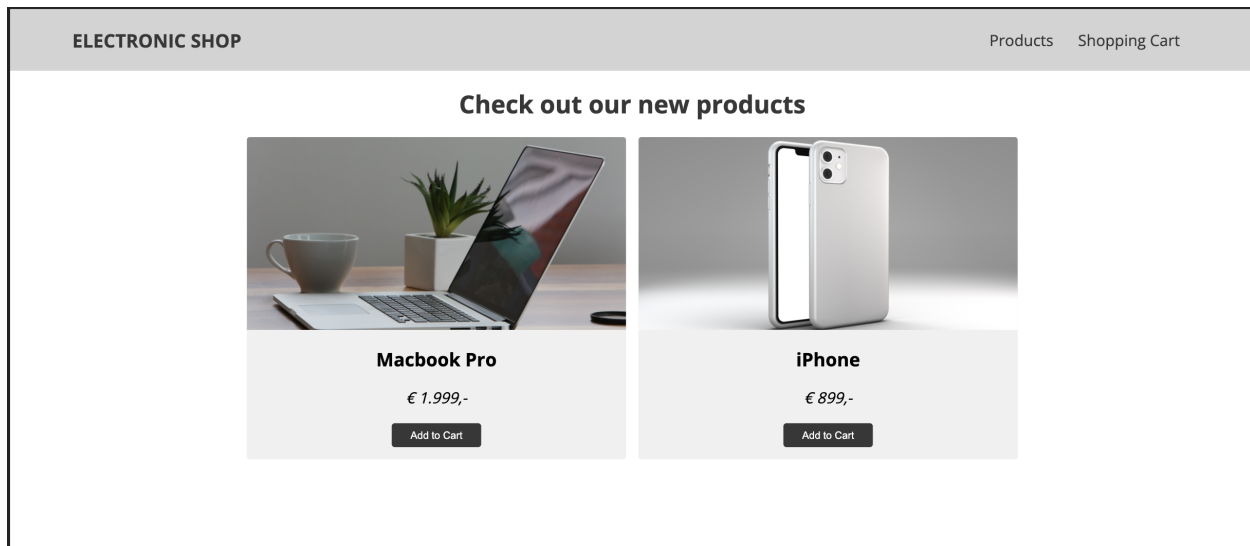 ELECTRONIC SHOP
Products Shopping Cart
Check out our new products
Macbook Pro
€ 1.999,-
Add to Cart
iPhone
€ 899,-
Add to Cart